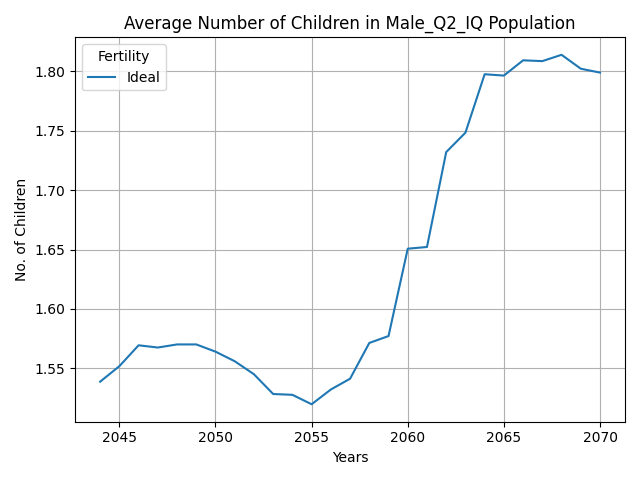 Average Number of Children in Male_Q2_IQ Population
Fertility
Ideal
No. of Children
1.80
1.75
1.70
1.65
1.60
1.55
2045 2050 2055 2060 2065 2070
Years